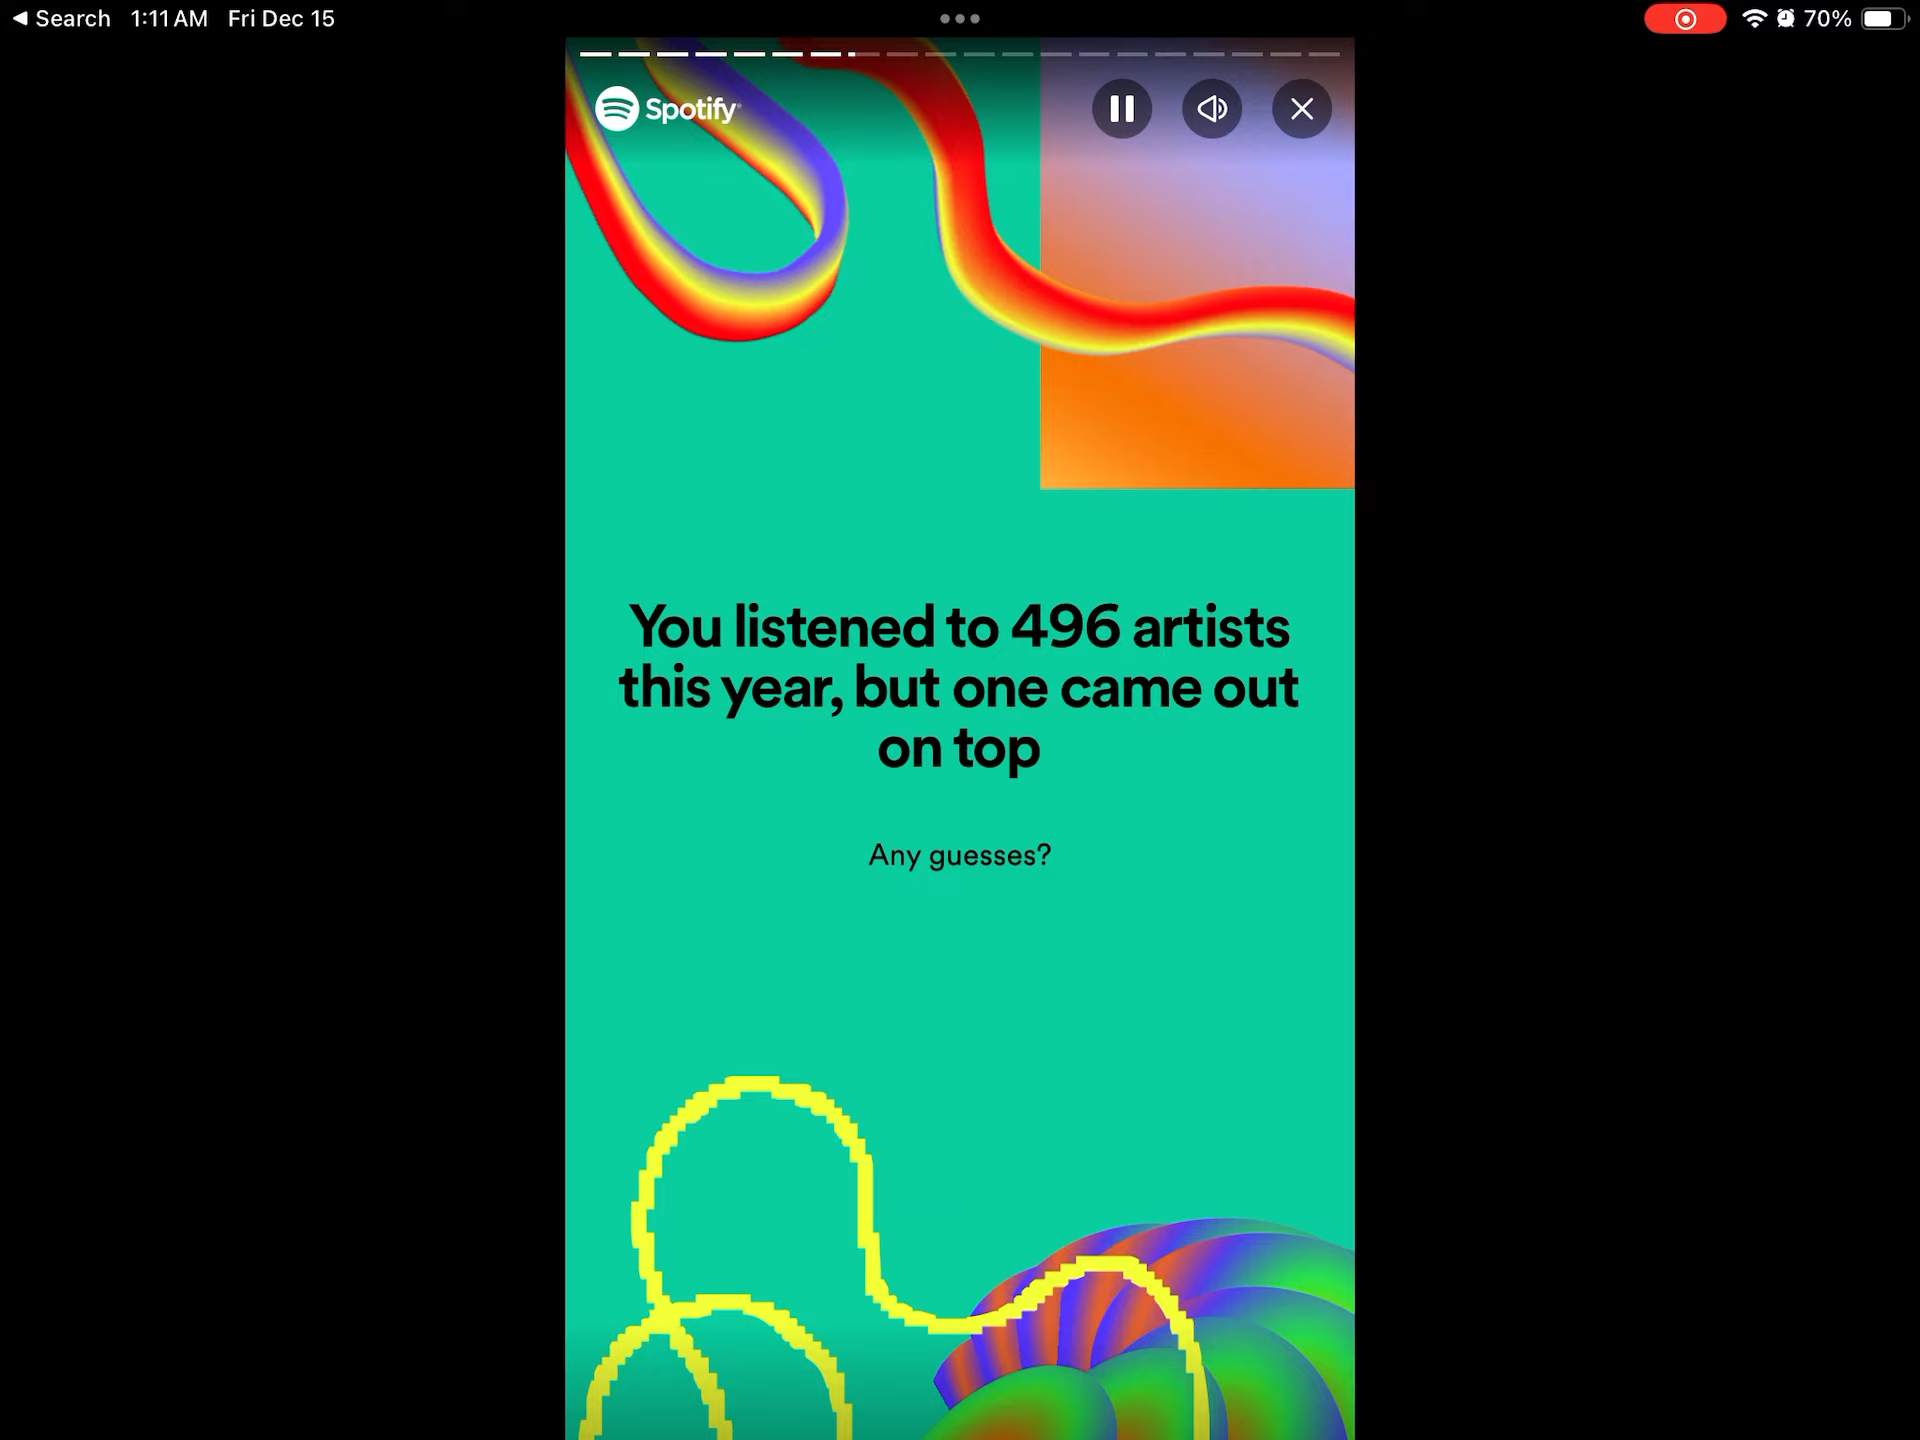 Search 1:11 AM Fri Dec 15 70%
Spotify
You listened to 496 artists
this year, but one came out
on top
Any guesses?